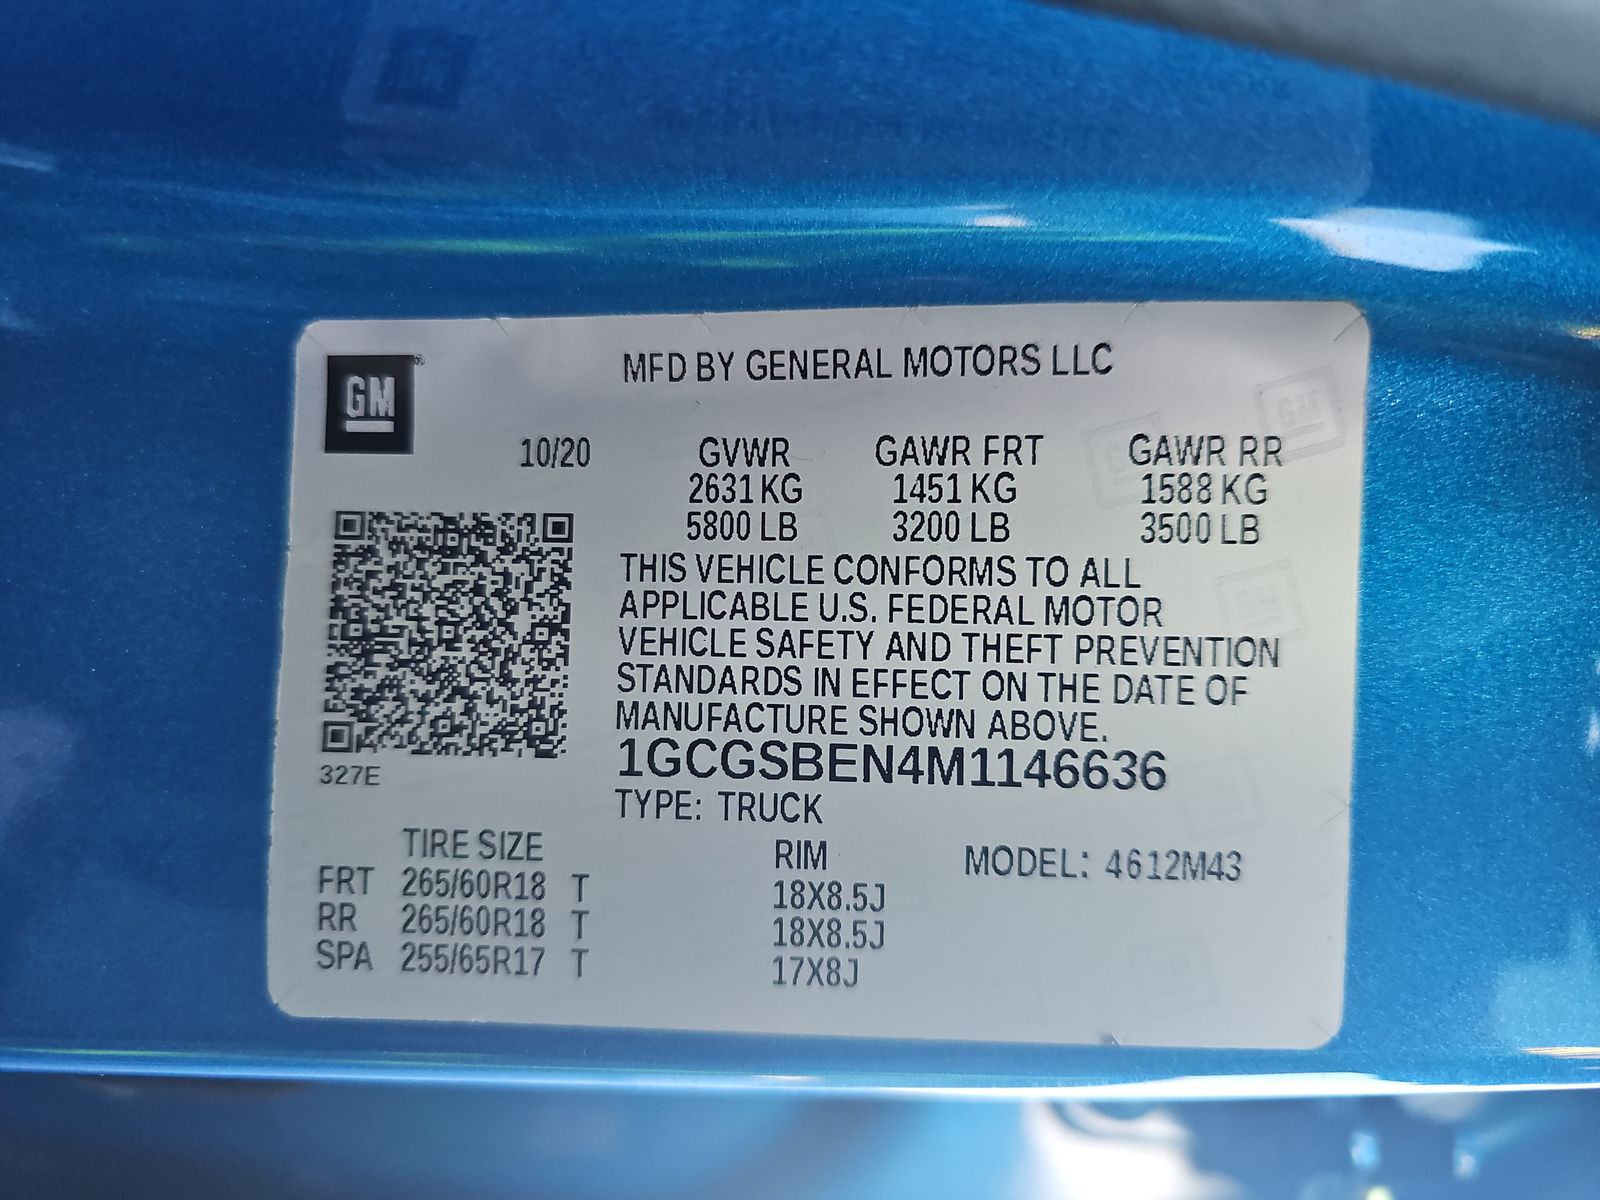 GM
MFD BY GENERAL MOTORS LLC
10/20 GVWR GAWR FRT GAWR RR
2631 KG 1451 KG 1588 KG
5800 LB 3200 LB 3500 LB
THIS VEHICLE CONFORMS TO ALL
APPLICABLE U.S. FEDERAL MOTOR
VEHICLE SAFETY AND THEFT PREVENTION
STANDARDS IN EFFECT ON THE DATE OF
MANUFACTURE SHOWN ABOVE.
1GCGSBEN4M1146636
327E
TYPE: TRUCK
TIRE SIZE RIM MODEL: 4612M43
FRT 265/60R18 T 18X8.5J
RR 265/60R18 T 18X8.5J
SPA 255/65R17 T 17X8J